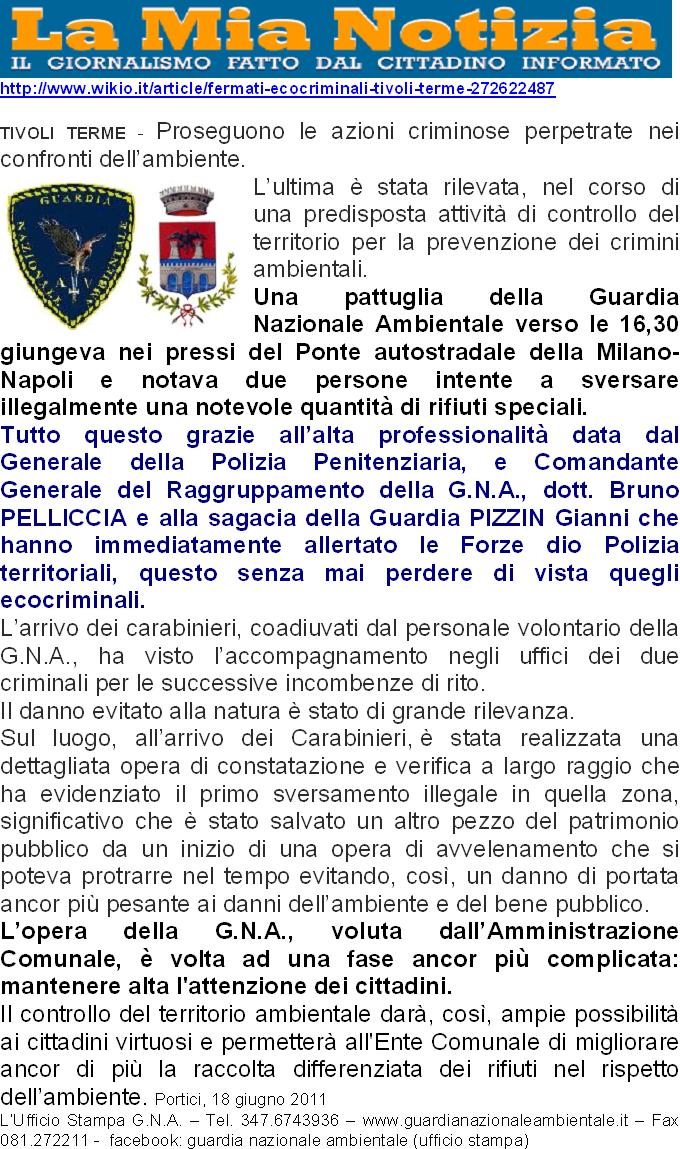 La Mia Notizia
IL GIORNALISMO FATTO DAL CITTADINO INFORMATO
http://www.wikio.it/article/fermati-ecocriminali-tivoli-terme-272622487
TIVOLI TERME - Proseguono le azioni criminose perpetrate nei
confronti dell’ambiente.
GUARDIA
NAZIONALE AMBIENTALE
A V
L’ultima è stata rilevata, nel corso di
una predisposta attività di controllo del
territorio per la prevenzione dei crimini
ambientali.
Una pattuglia della Guardia
Nazionale Ambientale verso le 16,30
giungeva nei pressi del Ponte autostradale della Milano-
Napoli e notava due persone intente a sversare
illegalmente una notevole quantità di rifiuti speciali.
Tutto questo grazie all’alta professionalità data dal
Generale della Polizia Penitenziaria, e Comandante
Generale del Raggruppamento della G.N.A., dott. Bruno
PELLICCIA e alla sagacia della Guardia PIZZIN Gianni che
hanno immediatamente allertato le Forze dio Polizia
territoriali, questo senza mai perdere di vista quegli
ecocriminali.
L’arrivo dei carabinieri, coadiuvati dal personale volontario della
G.N.A., ha visto l’accompagnamento negli uffici dei due
criminali per le successive incombenze di rito.
Il danno evitato alla natura è stato di grande rilevanza.
Sul luogo, all’arrivo dei Carabinieri, è stata realizzata una
dettagliata opera di constatazione e verifica a largo raggio che
ha evidenziato il primo sversamento illegale in quella zona,
significativo che è stato salvato un altro pezzo del patrimonio
pubblico da un inizio di una opera di avvelenamento che si
poteva protrarre nel tempo evitando, così, un danno di portata
ancor più pesante ai danni dell’ambiente e del bene pubblico.
L’opera della G.N.A., voluta dall’Amministrazione
Comunale, è volta ad una fase ancor più complicata:
mantenere alta l'attenzione dei cittadini.
Il controllo del territorio ambientale darà, così, ampie possibilità
ai cittadini virtuosi e permetterà all'Ente Comunale di migliorare
ancor di più la raccolta differenziata dei rifiuti nel rispetto
dell’ambiente. Portici, 18 giugno 2011
L’Ufficio Stampa G.N.A. – Tel. 347.6743936 – www.guardianazionaleambientale.it – Fax
081.272211 - facebook: guardia nazionale ambientale (ufficio stampa)